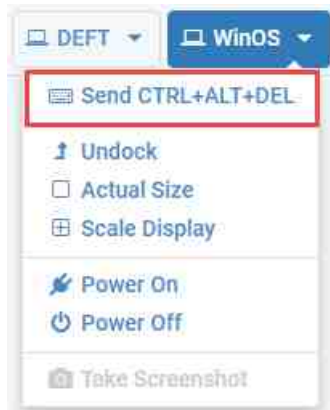 DEFT WinOS
Send CTRL+ALT+DEL
Undock
Actual Size
Scale Display
Power On
Power Off
Take Screenshot